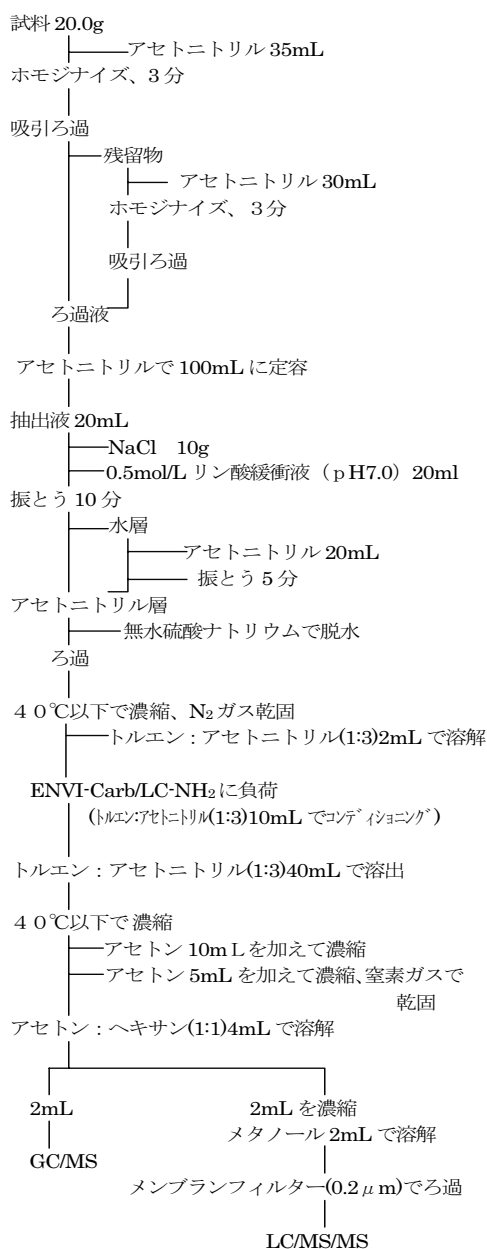 試料 20.0g
アセトニトリル 35mL
ホモジナイズ、3 分
吸引ろ過
残留物
アセトニトリル 30mL
ホモジナイズ、３分
吸引ろ過
ろ過液
アセトニトリルで 100mL に定容
抽出液 20mL
NaCl　10g
0.5mol/L リン酸緩衝液（ｐH7.0）20ml
振とう 10 分
水層
アセトニトリル 20mL
振とう 5 分
アセトニトリル層
無水硫酸ナトリウムで脱水
ろ過
４０℃以下で濃縮、N₂ガス乾固
トルエン：アセトニトリル(1:3)2mL で溶解
ENVI-Carb/LC-NH₂に負荷
(ﾄﾙｴﾝ:ｱｾﾄﾆﾄﾘﾙ(1:3)10mL でｺﾝﾃﾞｨｼｮﾆﾝｸﾞ)
トルエン：アセトニトリル(1:3)40mL で溶出
４０℃以下で 濃縮
アセトン 10mＬを加えて濃縮
アセトン 5mL を加えて濃縮、窒素ガスで
乾固
アセトン：ヘキサン(1:1)4mL で溶解
2mL
GC/MS
2mL を濃縮
メタノール 2mL で溶解
メンブランフィルター(0.2μm)でろ過
LC/MS/MS